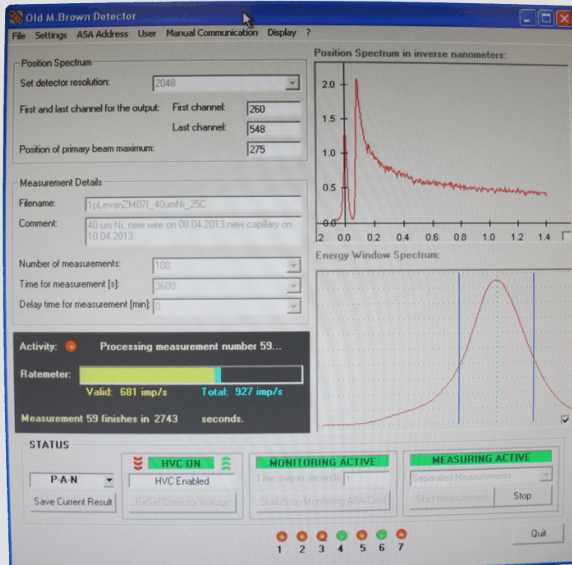 Old M.Brown Detector
File Settings ASA Address User Manual Communication Display ?
Position Spectrum
Set detector resolution: 2048
First and last channel for the output: First channel: 260
Last channel: 548
Position of primary beam maximum: 275
Measurement Details
Filename: 1pLevanZM07f_40umNi_25C
Comment: 40 um Ni, new wire on 08.04.2013,new capillary on
10.04.2013
Number of measurements: 100
Time for measurement [s]: 3600
Delay time for measurement [min]: 0
Activity: Processing measurement number 59...
Ratemeter:
Valid: 681 imp/s Total: 927 imp/s
Measurement 59 finishes in 2743 seconds.
Position Spectrum in inverse nanometers:
2.0
1.5
1.0
0.5
0.0
.2 0.0 0.2 0.4 0.6 0.8 1.0 1.2 1.4
Energy Window Spectrum:
STATUS
P-A-N
Save Current Result
HVC ON
HVC Enabled
ReSet Detector Voltage
MONITORING ACTIVE
Time step in seconds:
Start/Stop Monitoring ASA Card
MEASURING ACTIVE
Separated Measurements
Start Measurement Stop
1 2 3 4 5 6 7
Quit